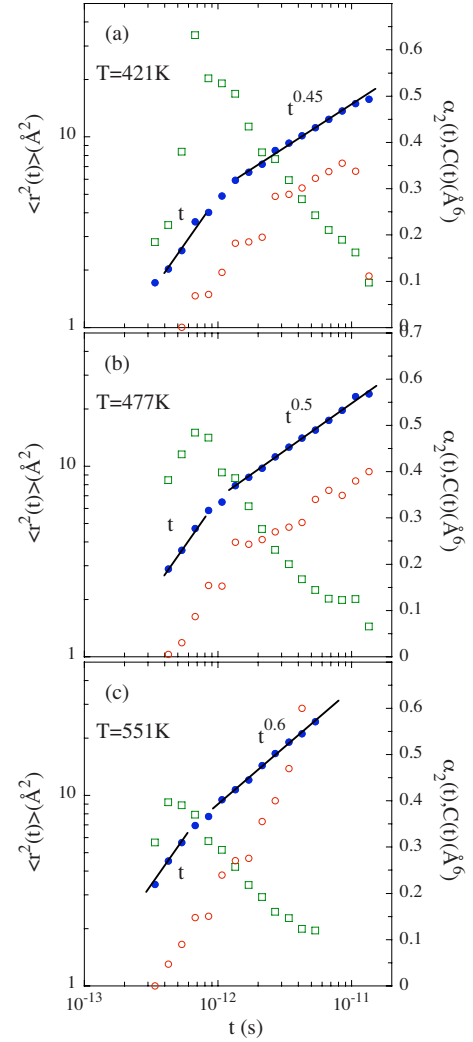 (a)
T=421K
t
t^0.45
<r²(t)>(Å²)
10
1
0.6
0.5
0.4
0.3
0.2
0.1
0
α₂(t),C(t)(Å⁶)
(b)
T=477K
t
t^0.5
<r²(t)>(Å²)
10
1
0.7
0.6
0.5
0.4
0.3
0.2
0.1
0
α₂(t),C(t)(Å⁶)
(c)
T=551K
t
t^0.6
<r²(t)>(Å²)
10
1
0.6
0.5
0.4
0.3
0.2
0.1
0
α₂(t),C(t)(Å⁶)
10^-13 10^-12 10^-11
t (s)